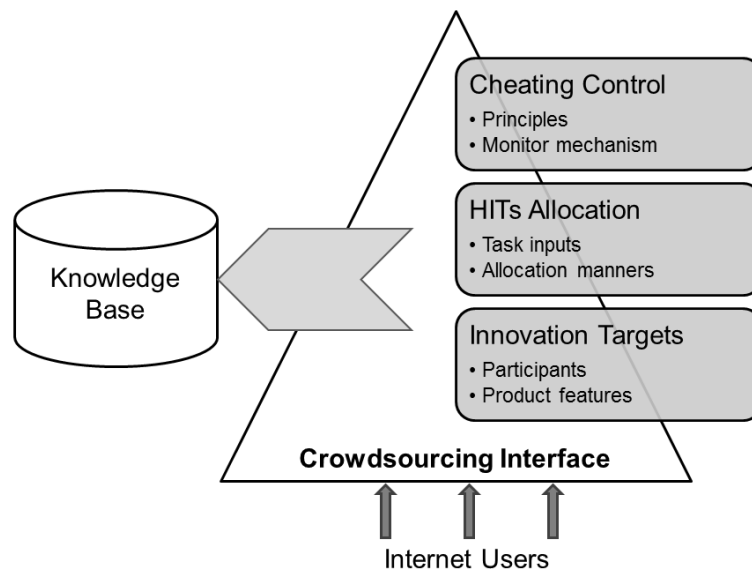 Cheating Control
• Principles
• Monitor mechanism
HITs Allocation
• Task inputs
• Allocation manners
Knowledge
Base
Innovation Targets
• Participants
• Product features
Crowdsourcing Interface
Internet Users